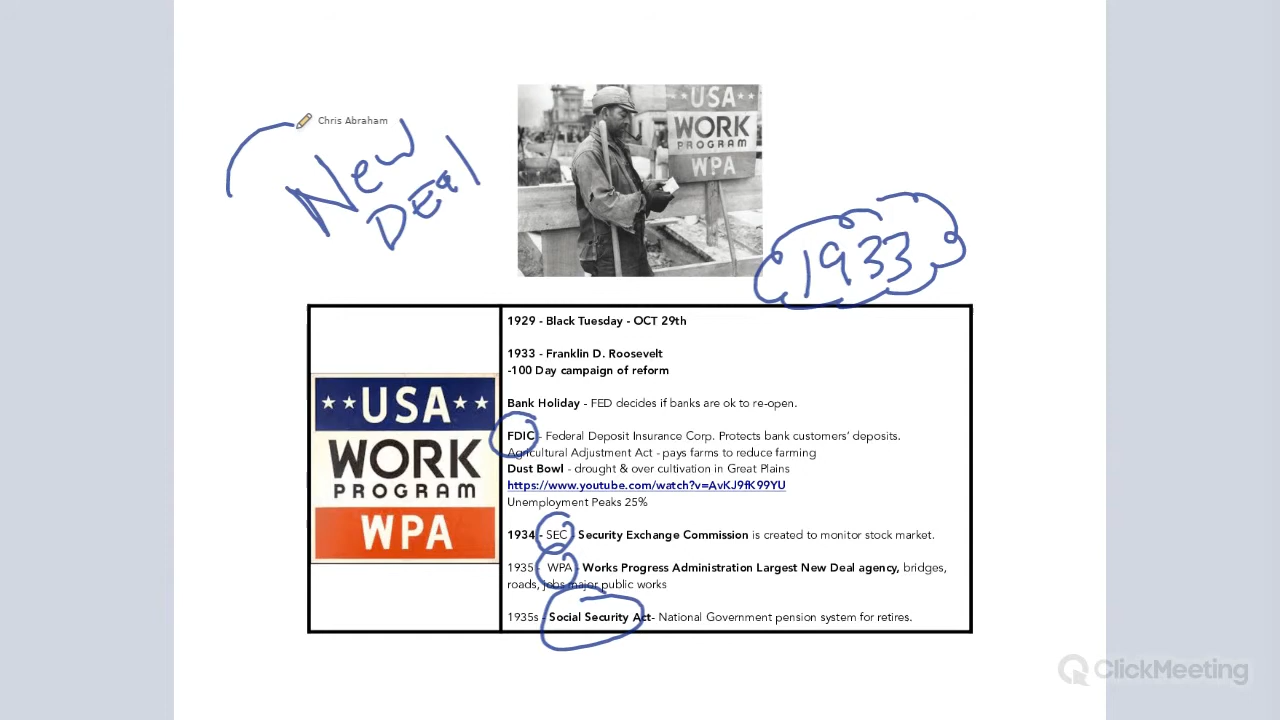 Chris Abraham
New
DEal
★★ USA ★★
WORK
PROGRAM
WPA
1933
★★ USA ★★
WORK
PROGRAM
WPA
1929 - Black Tuesday - OCT 29th
1933 - Franklin D. Roosevelt
-100 Day campaign of reform
Bank Holiday - FED decides if banks are ok to re-open.
FDIC - Federal Deposit Insurance Corp. Protects bank customers' deposits.
Agricultural Adjustment Act - pays farms to reduce farming
Dust Bowl - drought & over cultivation in Great Plains
https://www.youtube.com/watch?v=AvKJ9fK99YU
Unemployment Peaks 25%
1934 - SEC - Security Exchange Commission is created to monitor stock market.
1935 - WPA - Works Progress Administration Largest New Deal agency, bridges,
roads, jobs major public works
1935s - Social Security Act- National Government pension system for retires.
ClickMeeting